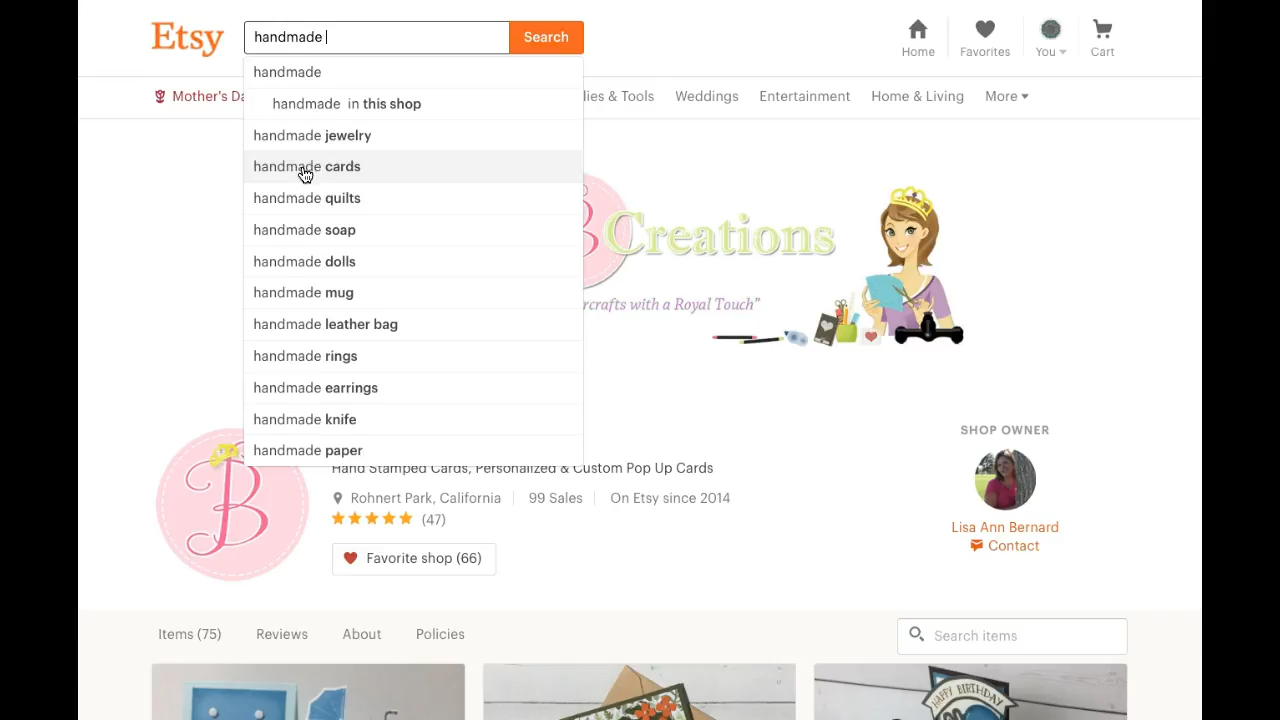 Etsy
handmade
Search
Home
Favorites
You
Cart
handmade
handmade in this shop
handmade jewelry
handmade cards
handmade quilts
handmade soap
handmade dolls
handmade mug
handmade leather bag
handmade rings
handmade earrings
handmade knife
handmade paper
Mother's Da
lies & Tools
Weddings
Entertainment
Home & Living
More
Creations
rcrafts with a Royal Touch"
B
Hand Stamped Cards, Personalized & Custom Pop Up Cards
Rohnert Park, California
99 Sales
On Etsy since 2014
(47)
Favorite shop (66)
SHOP OWNER
Lisa Ann Bernard
Contact
Items (75)
Reviews
About
Policies
Search items
HAPPY BIRTHDAY